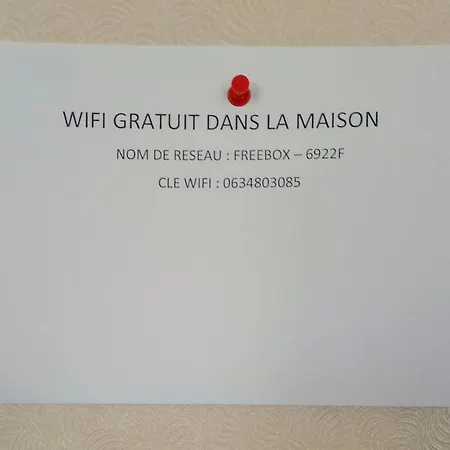 WIFI GRATUIT DANS LA MAISON
NOM DE RESEAU : FREEBOX – 6922F
CLE WIFI : 0634803085